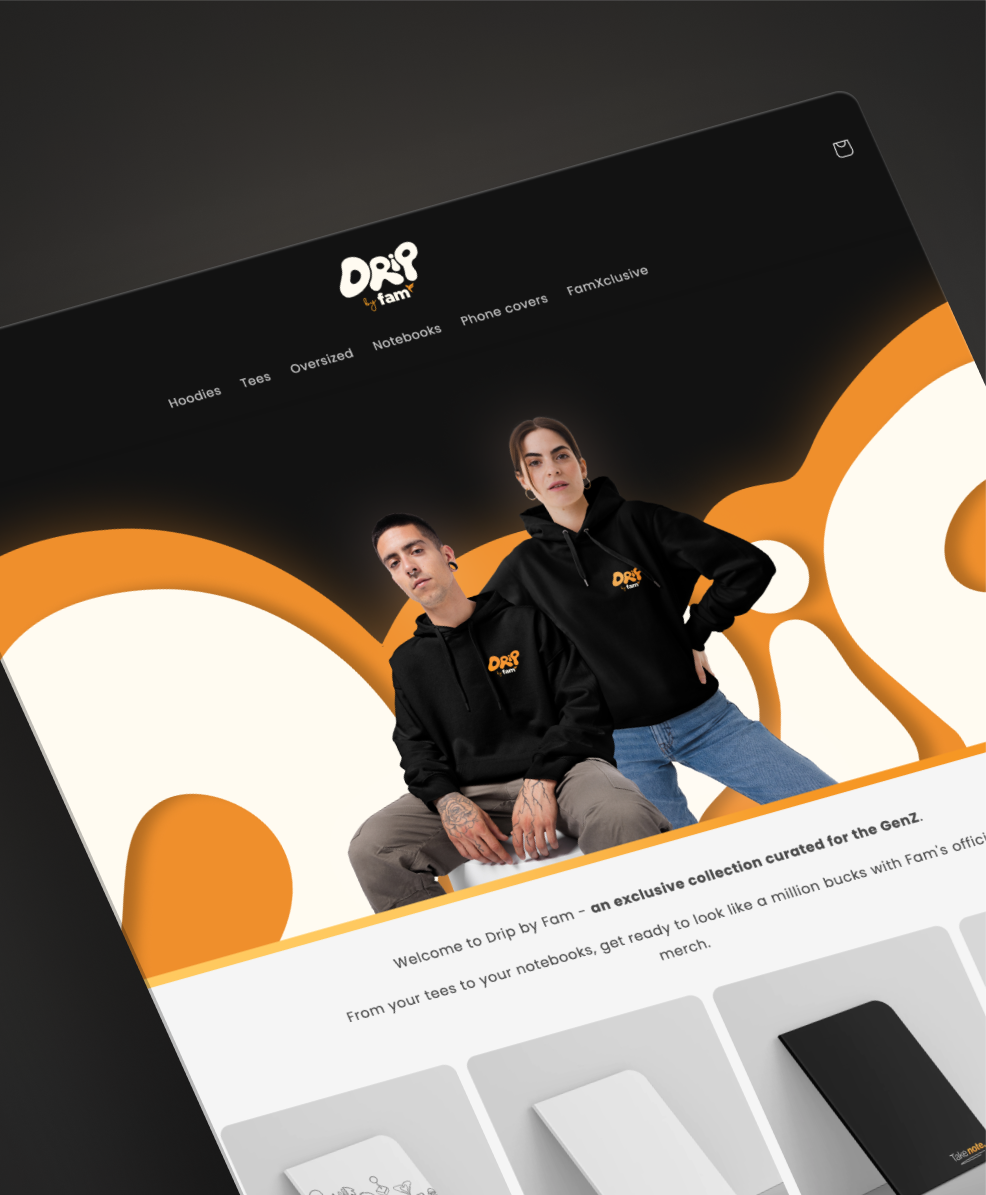 DRiP
by fam
Hoodies Tees Oversized Notebooks Phone covers FamXclusive
DRiP
by fam
DRiP
by fam
Welcome to Drip by Fam - an exclusive collection curated for the GenZ.
From your tees to your notebooks, get ready to look like a million bucks with Fam's
merch.
Take note.